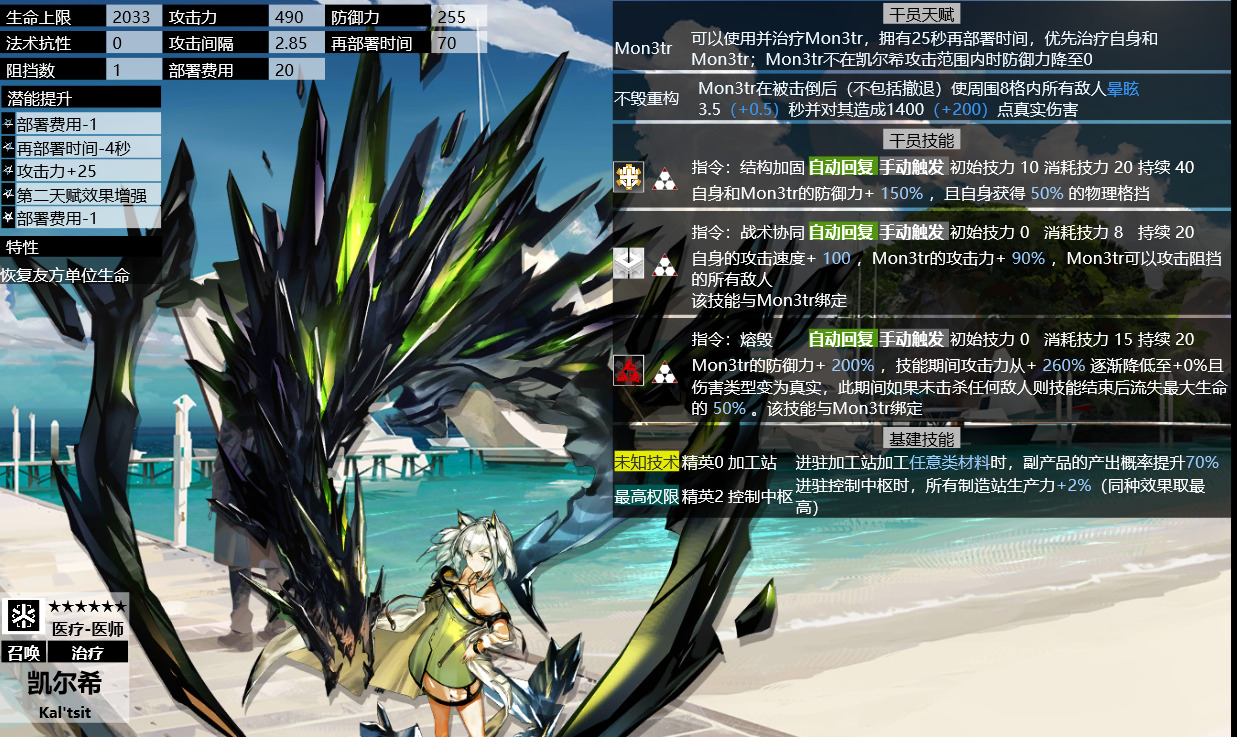 生命上限 2033 攻击力 490 防御力 255
法术抗性 0 攻击间隔 2.85 再部署时间 70
阻挡数 1 部署费用 20
潜能提升
部署费用-1
再部署时间-4秒
攻击力+25
第二天赋效果增强
部署费用-1
特性
恢复友方单位生命
★★★★★★
医疗-医师
召唤 治疗
凯尔希
Kal'tsit
干员天赋
Mon3tr 可以使用并治疗Mon3tr，拥有25秒再部署时间，优先治疗自身和
Mon3tr；Mon3tr不在凯尔希攻击范围内时防御力降至0
不毁重构 Mon3tr在被击倒后（不包括撤退）使周围8格内所有敌人晕眩
3.5（+0.5）秒并对其造成1400（+200）点真实伤害
干员技能
指令：结构加固 自动回复 手动触发 初始技力 10 消耗技力 20 持续 40
自身和Mon3tr的防御力+ 150% ，且自身获得 50% 的物理格挡
指令：战术协同 自动回复 手动触发 初始技力 0 消耗技力 8 持续 20
自身的攻击速度+ 100 ，Mon3tr的攻击力+ 90% ，Mon3tr可以攻击阻挡
的所有敌人
该技能与Mon3tr绑定
指令：熔毁 自动回复 手动触发 初始技力 0 消耗技力 15 持续 20
Mon3tr的防御力+ 200% ，技能期间攻击力从+ 260% 逐渐降低至+0%且
伤害类型变为真实，此期间如果未击杀任何敌人则技能结束后流失最大生命
的 50% 。该技能与Mon3tr绑定
基建技能
未知技术 精英0 加工站 进驻加工站加工任意类材料时，副产品的产出概率提升70%
最高权限 精英2 控制中枢 进驻控制中枢时，所有制造站生产力+2%（同种效果取最
高）